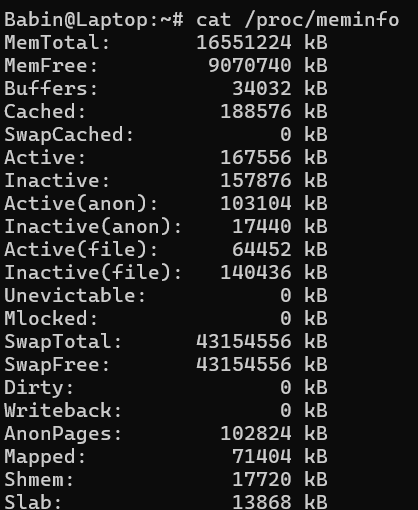 Babin@Laptop:~# cat /proc/meminfo
MemTotal:       16551224 kB
MemFree:         9070740 kB
Buffers:           34032 kB
Cached:           188576 kB
SwapCached:            0 kB
Active:           167556 kB
Inactive:         157876 kB
Active(anon):     103104 kB
Inactive(anon):    17440 kB
Active(file):      64452 kB
Inactive(file):   140436 kB
Unevictable:           0 kB
Mlocked:               0 kB
SwapTotal:      43154556 kB
SwapFree:       43154556 kB
Dirty:                 0 kB
Writeback:             0 kB
AnonPages:        102824 kB
Mapped:            71404 kB
Shmem:             17720 kB
Slab:              13868 kB